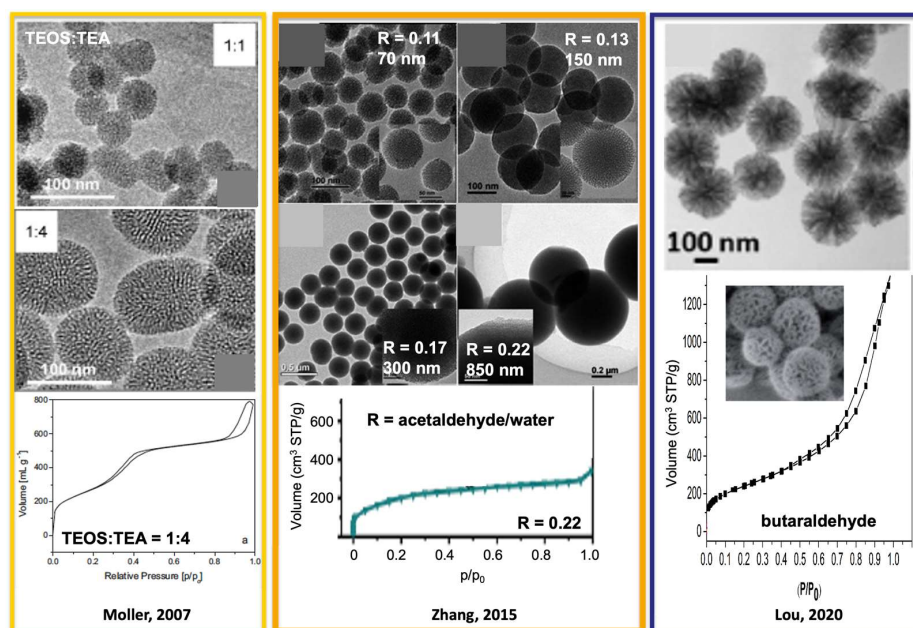 TEOS:TEA
1:1
100 nm
1:4
100 nm
Volume [mL g⁻¹]
800
600
400
200
0
TEOS:TEA = 1:4
a
0,0 0,2 0,4 0,6 0,8 1,0
Relative Pressure [p/p₀]
Moller, 2007
R = 0.11
70 nm
100 nm
R = 0.13
150 nm
100 nm
0.5 µm
R = 0.17
300 nm
R = 0.22
850 nm
0.2 µm
Volume (cm³ STP/g)
600
400
200
R = acetaldehyde/water
R = 0.22
0 0.2 0.4 0.6 0.8 1.0
p/p₀
Zhang, 2015
100 nm
Volume (cm³ STP/g)
1200
1000
800
600
400
200
0
butaraldehyde
0.0 0.1 0.2 0.3 0.4 0.5 0.6 0.7 0.8 0.9 1.0
(P/P₀)
Lou, 2020